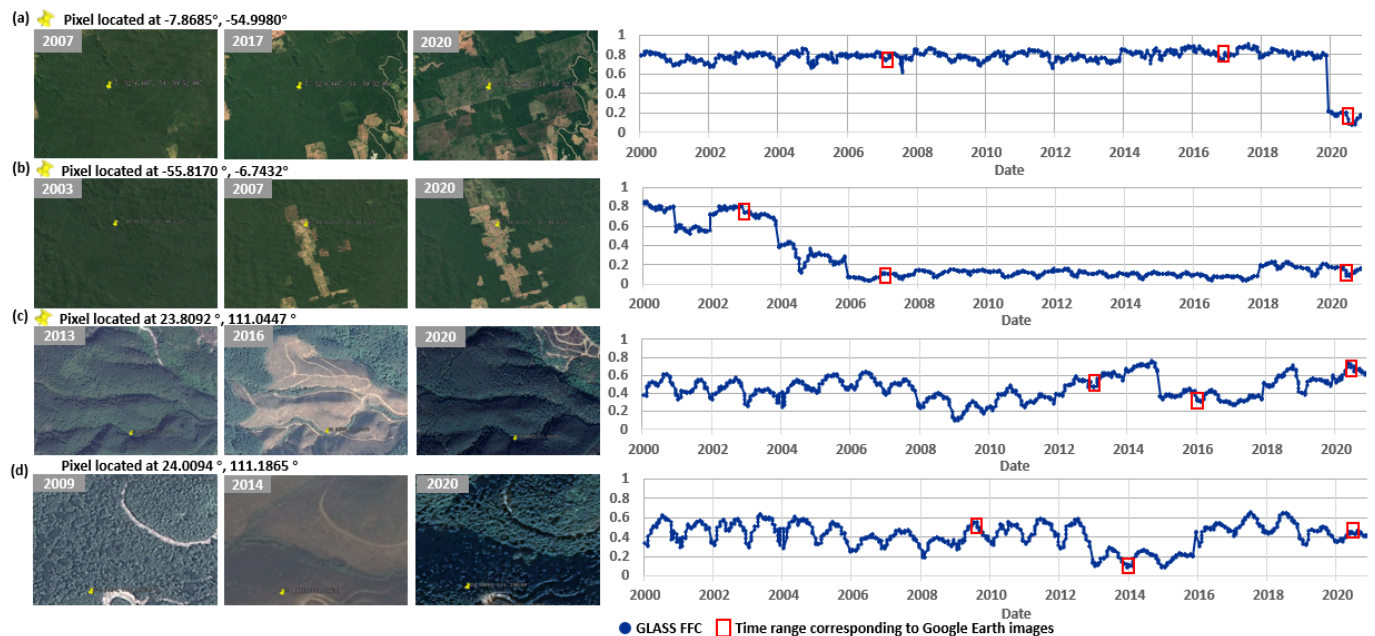 (a) Pixel located at -7.8685°, -54.9980°
2007 2017 2020
1
0.8
0.6
0.4
0.2
0
2000 2002 2004 2006 2008 2010 2012 2014 2016 2018 2020
Date
(b) Pixel located at -55.8170 °, -6.7432°
2003 2007 2020
1
0.8
0.6
0.4
0.2
0
2000 2002 2004 2006 2008 2010 2012 2014 2016 2018 2020
Date
(c) Pixel located at 23.8092 °, 111.0447 °
2013 2016 2020
1
0.8
0.6
0.4
0.2
0
2000 2002 2004 2006 2008 2010 2012 2014 2016 2018 2020
Date
Pixel located at 24.0094 °, 111.1865 °
(d) 2009 2014 2020
1
0.8
0.6
0.4
0.2
0
2000 2002 2004 2006 2008 2010 2012 2014 2016 2018 2020
Date
GLASS FFC Time range corresponding to Google Earth images